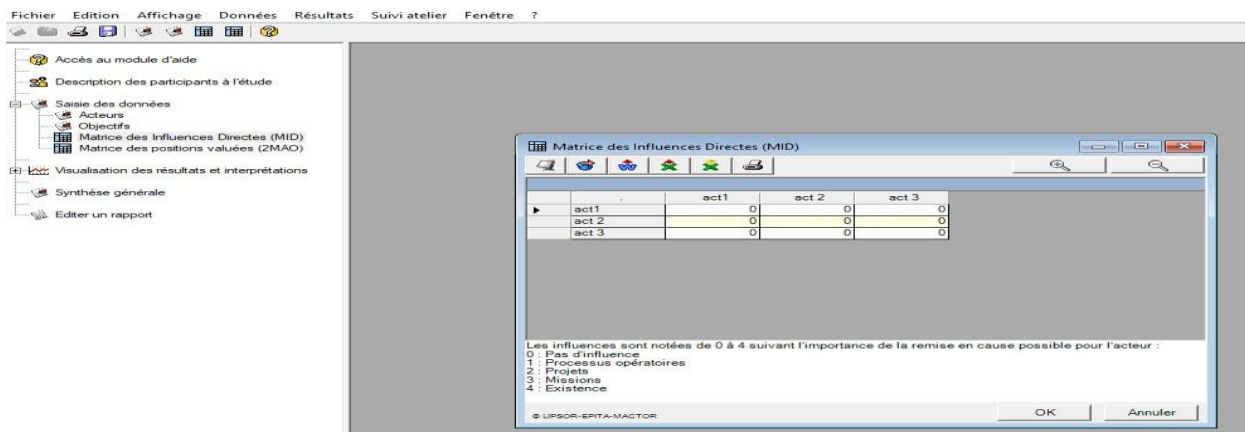 Fichier Edition Affichage Données Résultats Suivi atelier Fenêtre ?
Accès au module d'aide
Description des participants à l'étude
Saisie des données
Acteurs
Objectifs
Matrice des Influences Directes (MID)
Matrice des positions valuées (2MAO)
Visualisation des résultats et interprétations
Synthèse générale
Editer un rapport
Matrice des Influences Directes (MID)
act1 act 2 act 3
act1 0 0 0
act 2 0 0 0
act 3 0 0 0
Les influences sont notées de 0 à 4 suivant l'importance de la remise en cause possible pour l'acteur :
0 : Pas d'influence
1 : Processus opératoires
2 : Projets
3 : Missions
4 : Existence
© LIPSOR-EPITA-MACTOR
OK Annuler